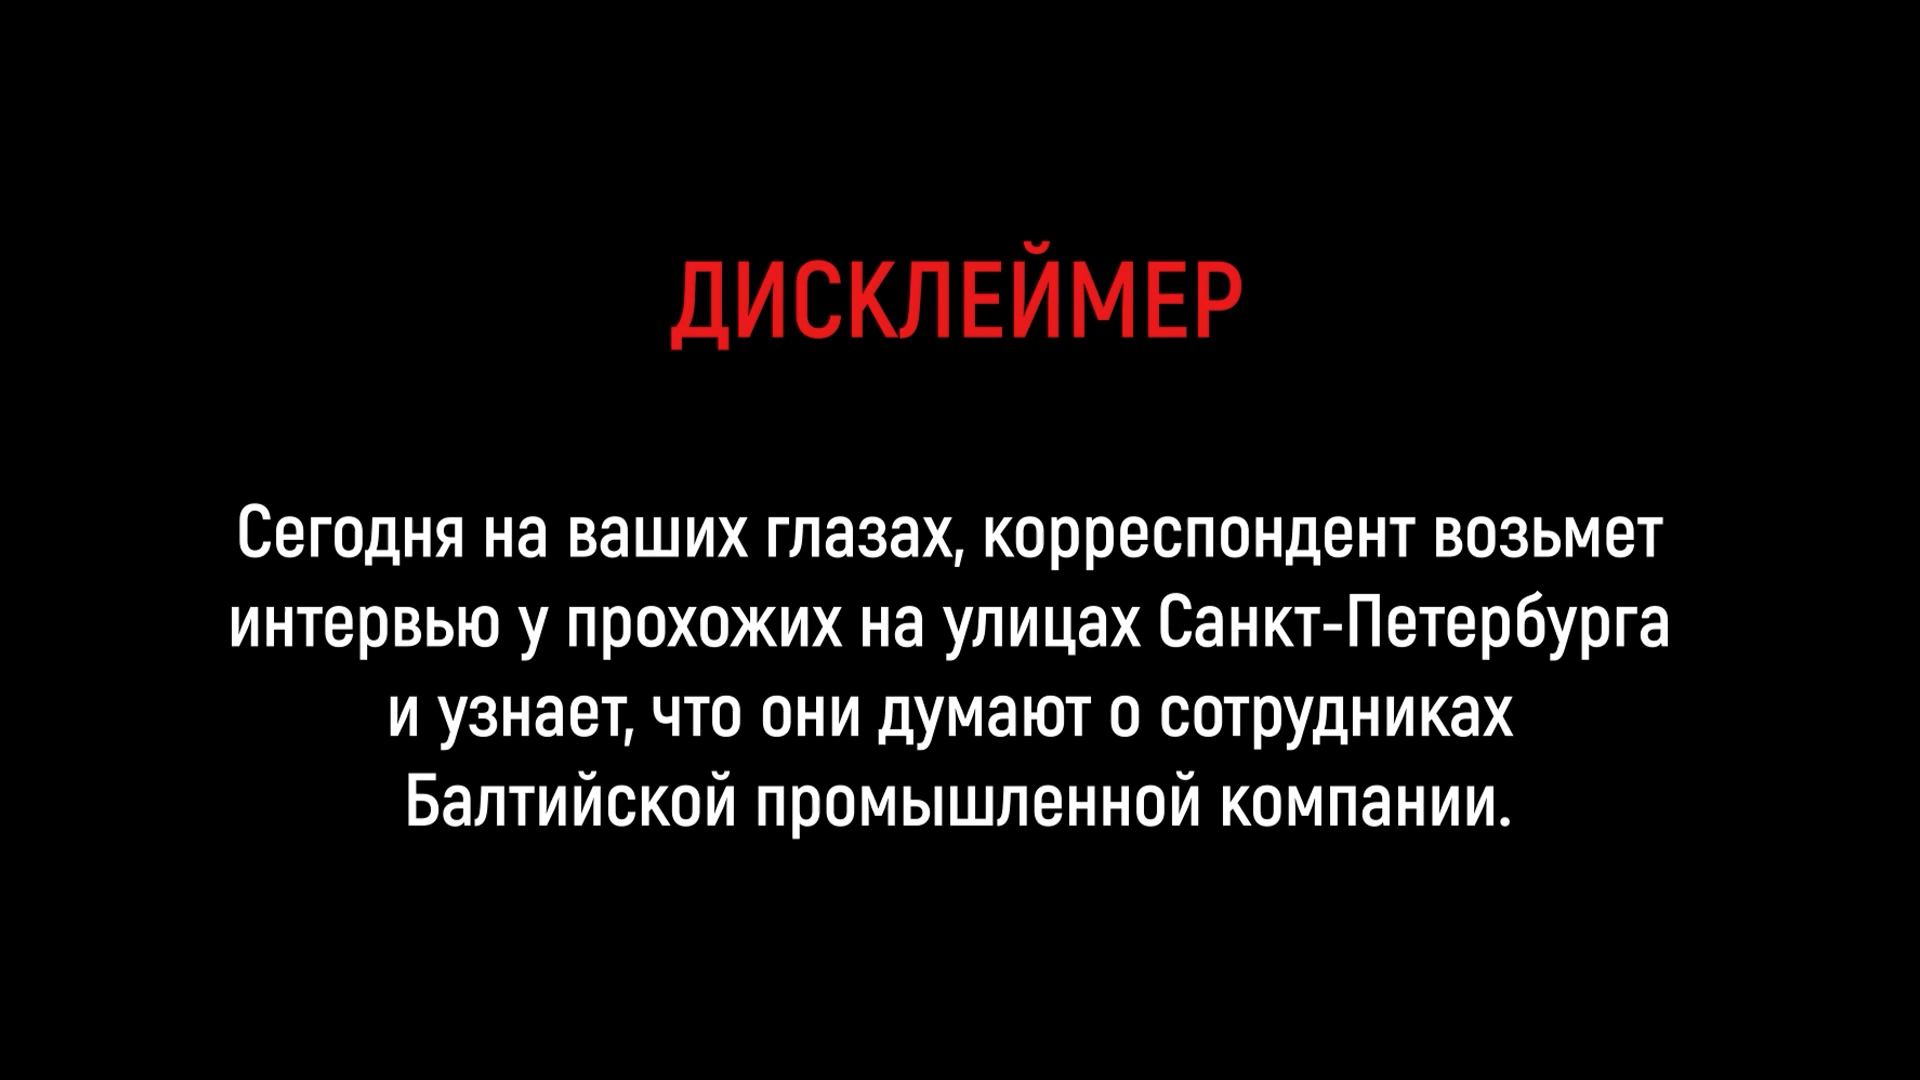 ДИСКЛЕЙМЕР
Сегодня на ваших глазах, корреспондент возьмет
интервью у прохожих на улицах Санкт-Петербурга
и узнает, что они думают о сотрудниках
Балтийской промышленной компании.